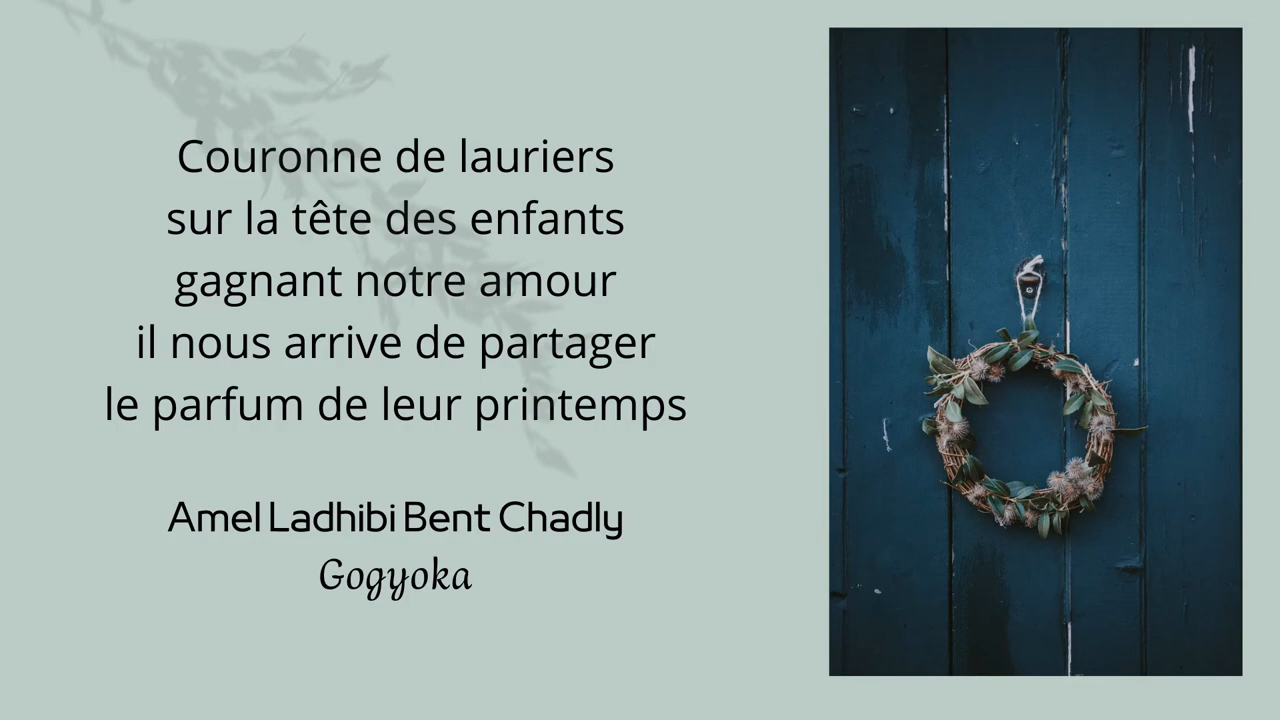 Couronne de lauriers
sur la tête des enfants
gagnant notre amour
il nous arrive de partager
le parfum de leur printemps
Amel Ladhibi Bent Chadly
Gogyoka